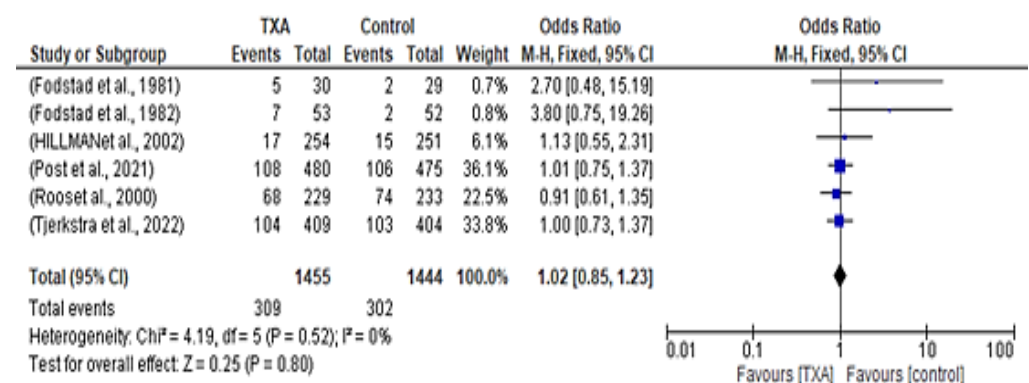 TXA Control Odds Ratio Odds Ratio
Study or Subgroup Events Total Events Total Weight M-H, Fixed, 95% CI M-H, Fixed, 95% CI
(Fodstad et al., 1981) 5 30 2 29 0.7% 2.70 [0.48, 15.19]
(Fodstad et al., 1982) 7 53 2 52 0.8% 3.80 [0.75, 19.26]
(HILLMANet al., 2002) 17 254 15 251 6.1% 1.13 [0.55, 2.31]
(Post et al., 2021) 108 480 106 475 36.1% 1.01 [0.75, 1.37]
(Rooset al., 2000) 68 229 74 233 22.5% 0.91 [0.61, 1.35]
(Tjerkstra et al., 2022) 104 409 103 404 33.8% 1.00 [0.73, 1.37]
Total (95% CI) 1455 1444 100.0% 1.02 [0.85, 1.23]
Total events 309 302
Heterogeneity: Chi² = 4.19, df = 5 (P = 0.52); I² = 0%
Test for overall effect: Z = 0.25 (P = 0.80)
0.01 0.1 1 10 100
Favours [TXA] Favours [control]